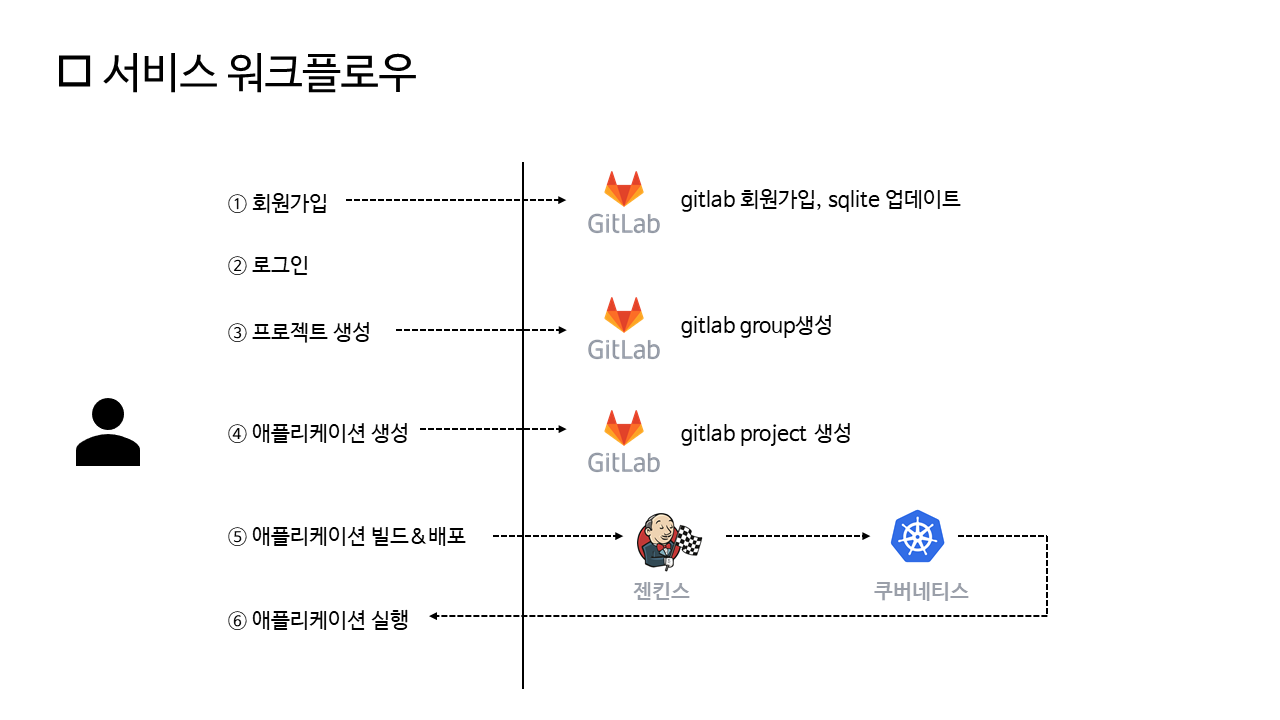 □ 서비스 워크플로우
① 회원가입
GitLab
gitlab 회원가입, sqlite 업데이트
② 로그인
③ 프로젝트 생성
GitLab
gitlab group생성
④ 애플리케이션 생성
GitLab
gitlab project 생성
⑤ 애플리케이션 빌드&배포
젠킨스
쿠버네티스
⑥ 애플리케이션 실행